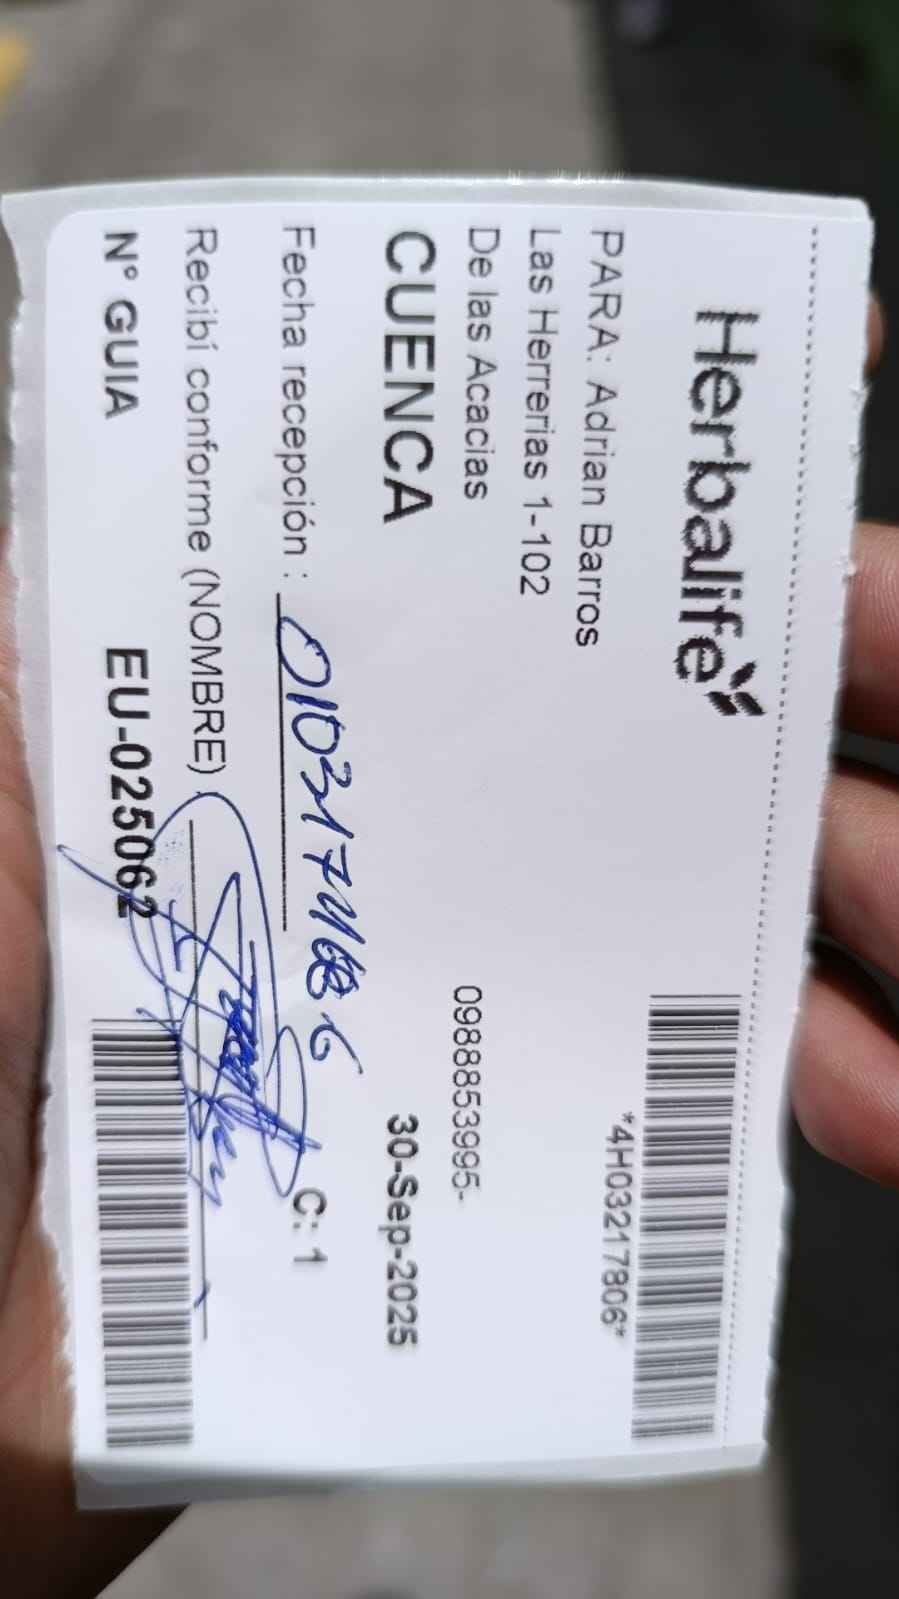 Herbalife
*4H03217806*
PARA: Adrian Barros
Las Herrerias 1-102
De las Acacias
0988853995-
CUENCA
30-Sep-2025
Fecha recepción :
C: 1
Recibí conforme (NOMBRE)
N° GUIA EU-025062